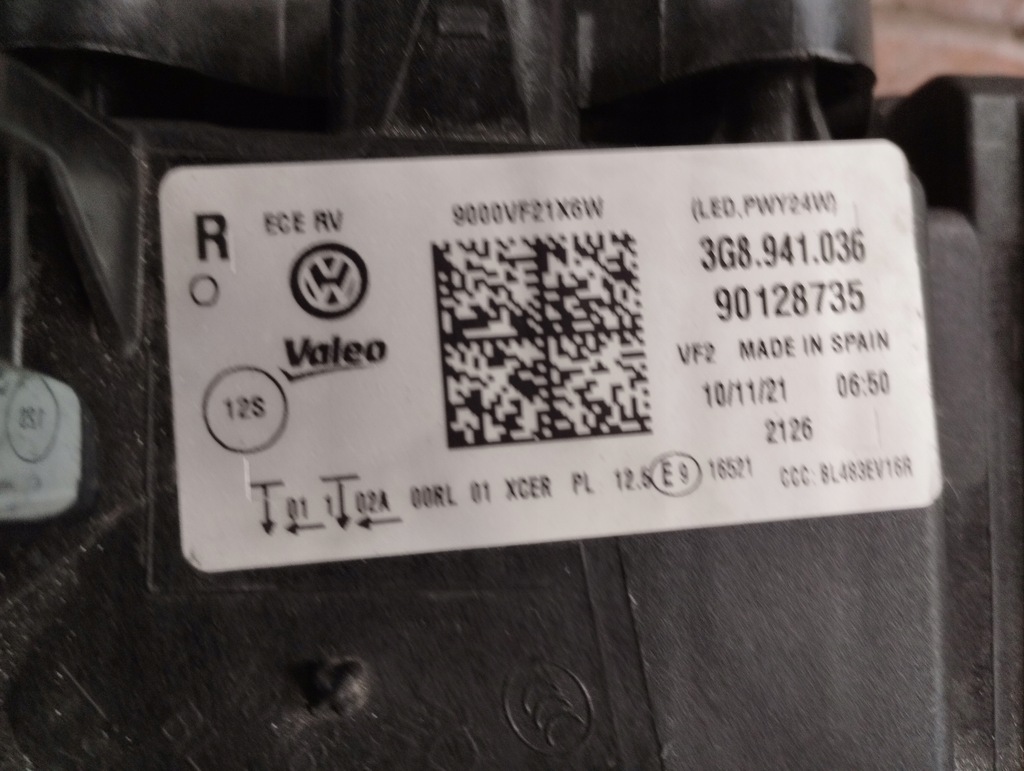 R
ECE RV
9000VF21X6W
(LED,PWY24W)
3G8.941.036
90128735
Valeo
VF2 MADE IN SPAIN
12S
10/11/21 06:50
2126
01 1 02A 00RL 01 XCER PL 12.5 E9 16521 CCC: BL483EV16R